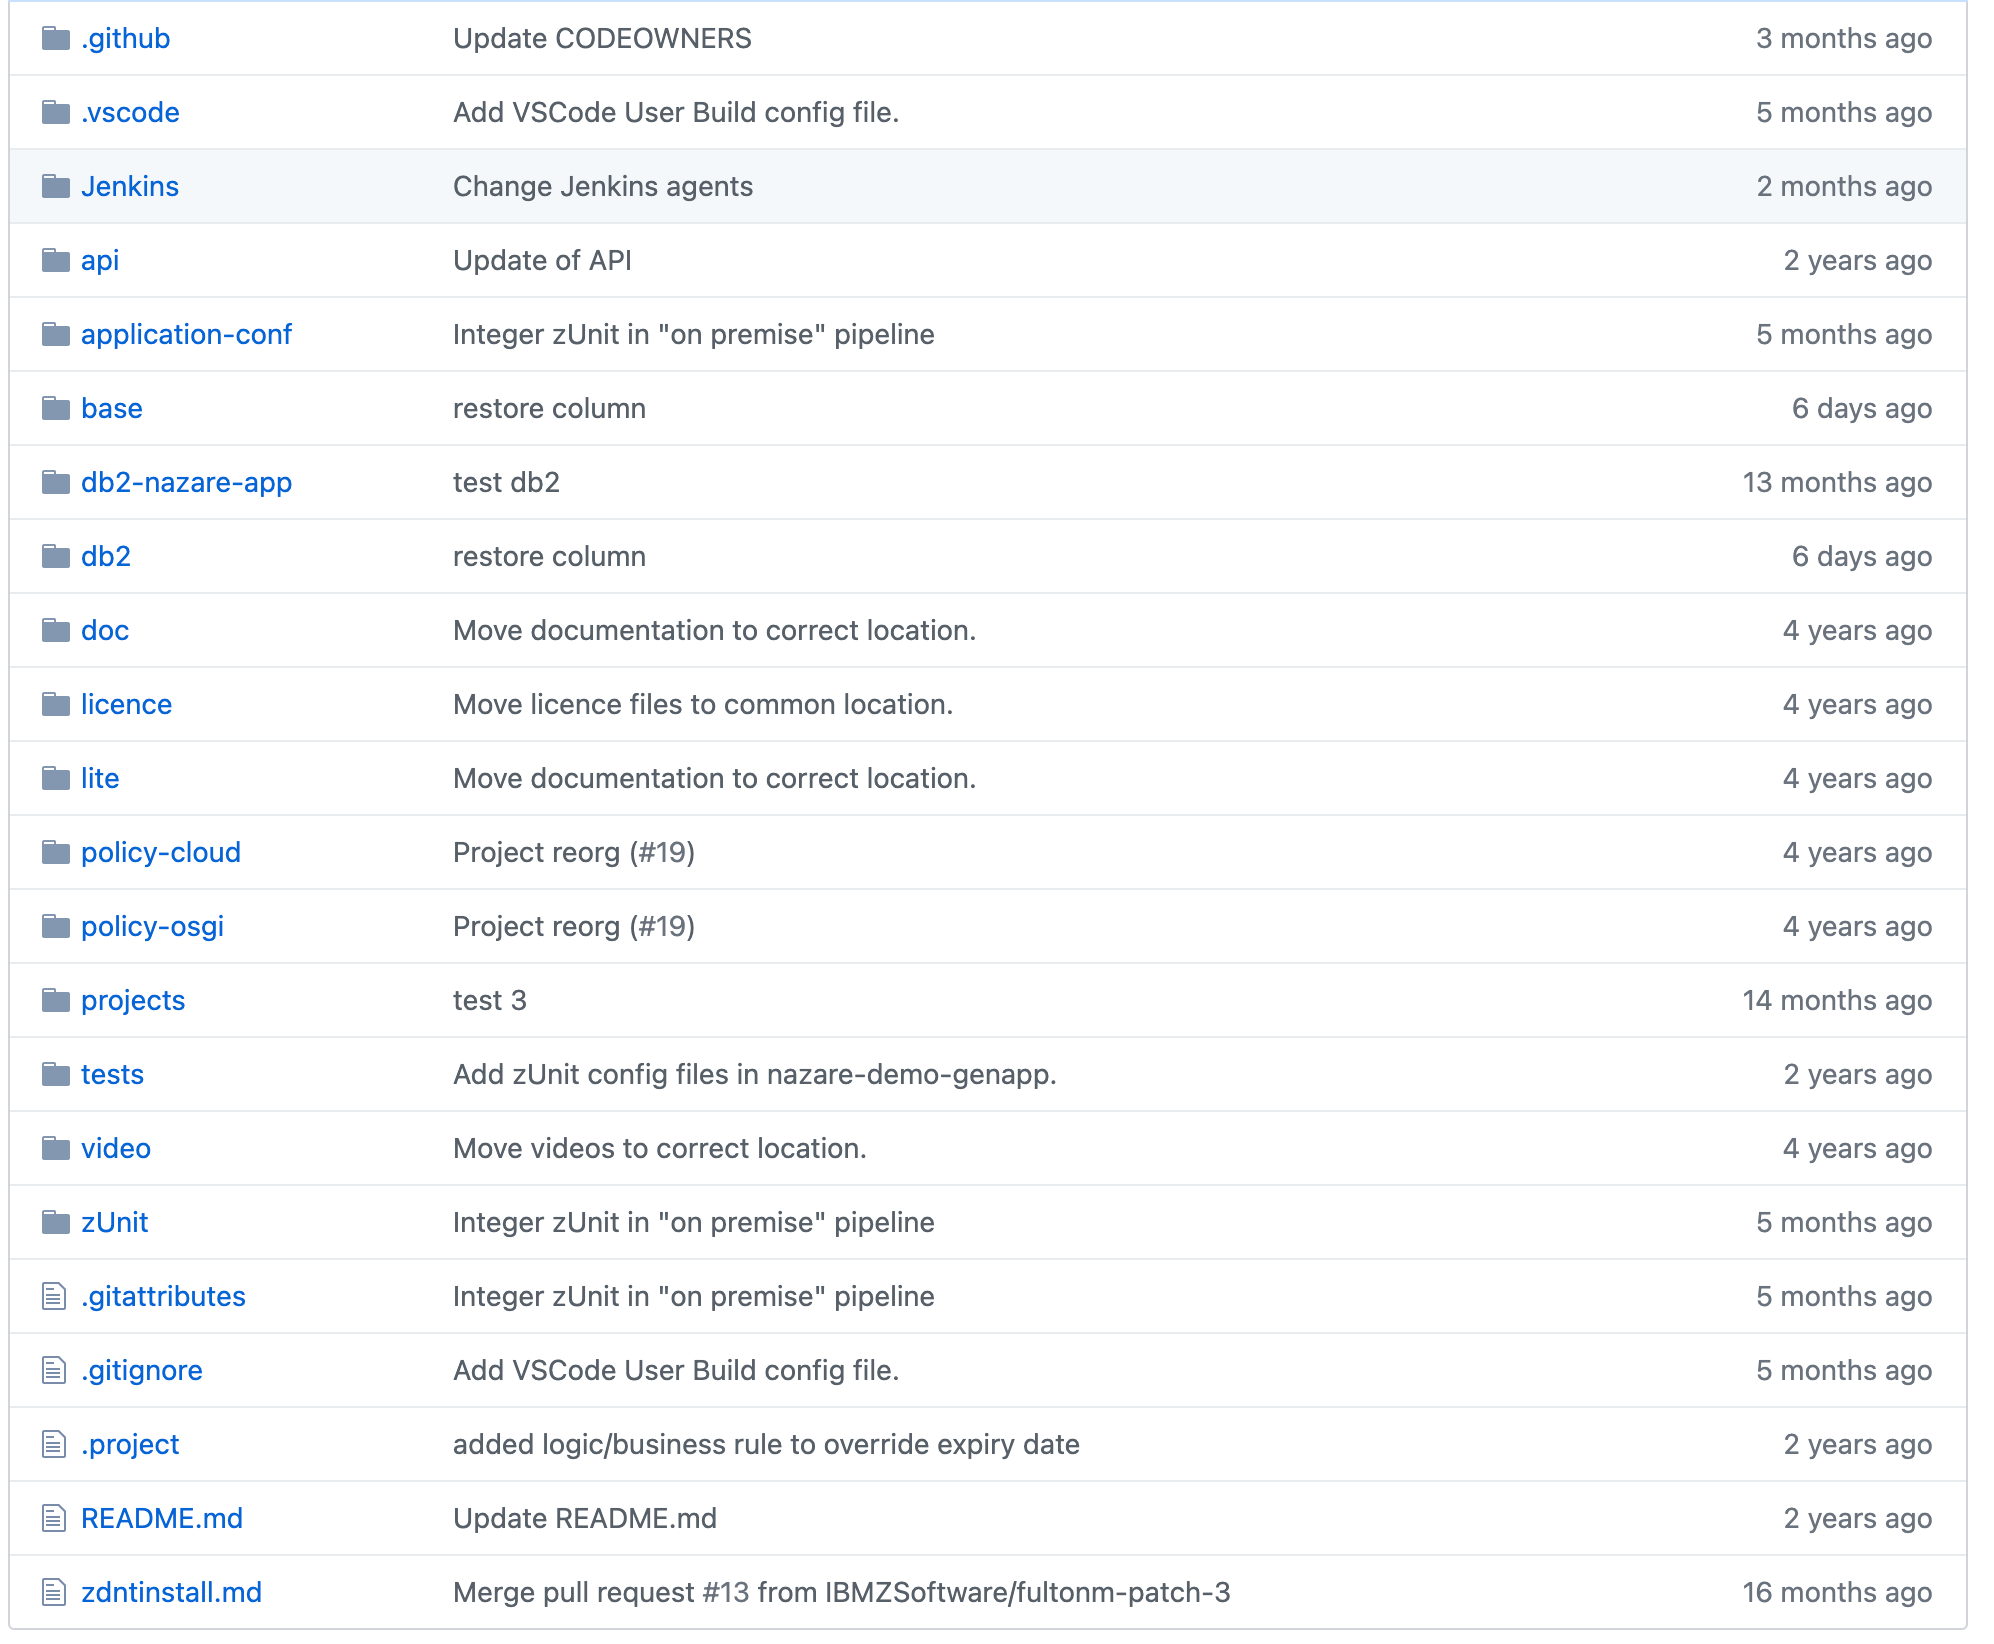 .github Update CODEOWNERS 3 months ago
.vscode Add VSCode User Build config file. 5 months ago
Jenkins Change Jenkins agents 2 months ago
api Update of API 2 years ago
application-conf Integer zUnit in "on premise" pipeline 5 months ago
base restore column 6 days ago
db2-nazare-app test db2 13 months ago
db2 restore column 6 days ago
doc Move documentation to correct location. 4 years ago
licence Move licence files to common location. 4 years ago
lite Move documentation to correct location. 4 years ago
policy-cloud Project reorg (#19) 4 years ago
policy-osgi Project reorg (#19) 4 years ago
projects test 3 14 months ago
tests Add zUnit config files in nazare-demo-genapp. 2 years ago
video Move videos to correct location. 4 years ago
zUnit Integer zUnit in "on premise" pipeline 5 months ago
.gitattributes Integer zUnit in "on premise" pipeline 5 months ago
.gitignore Add VSCode User Build config file. 5 months ago
.project added logic/business rule to override expiry date 2 years ago
README.md Update README.md 2 years ago
zdntinstall.md Merge pull request #13 from IBMZSoftware/fultonm-patch-3 16 months ago